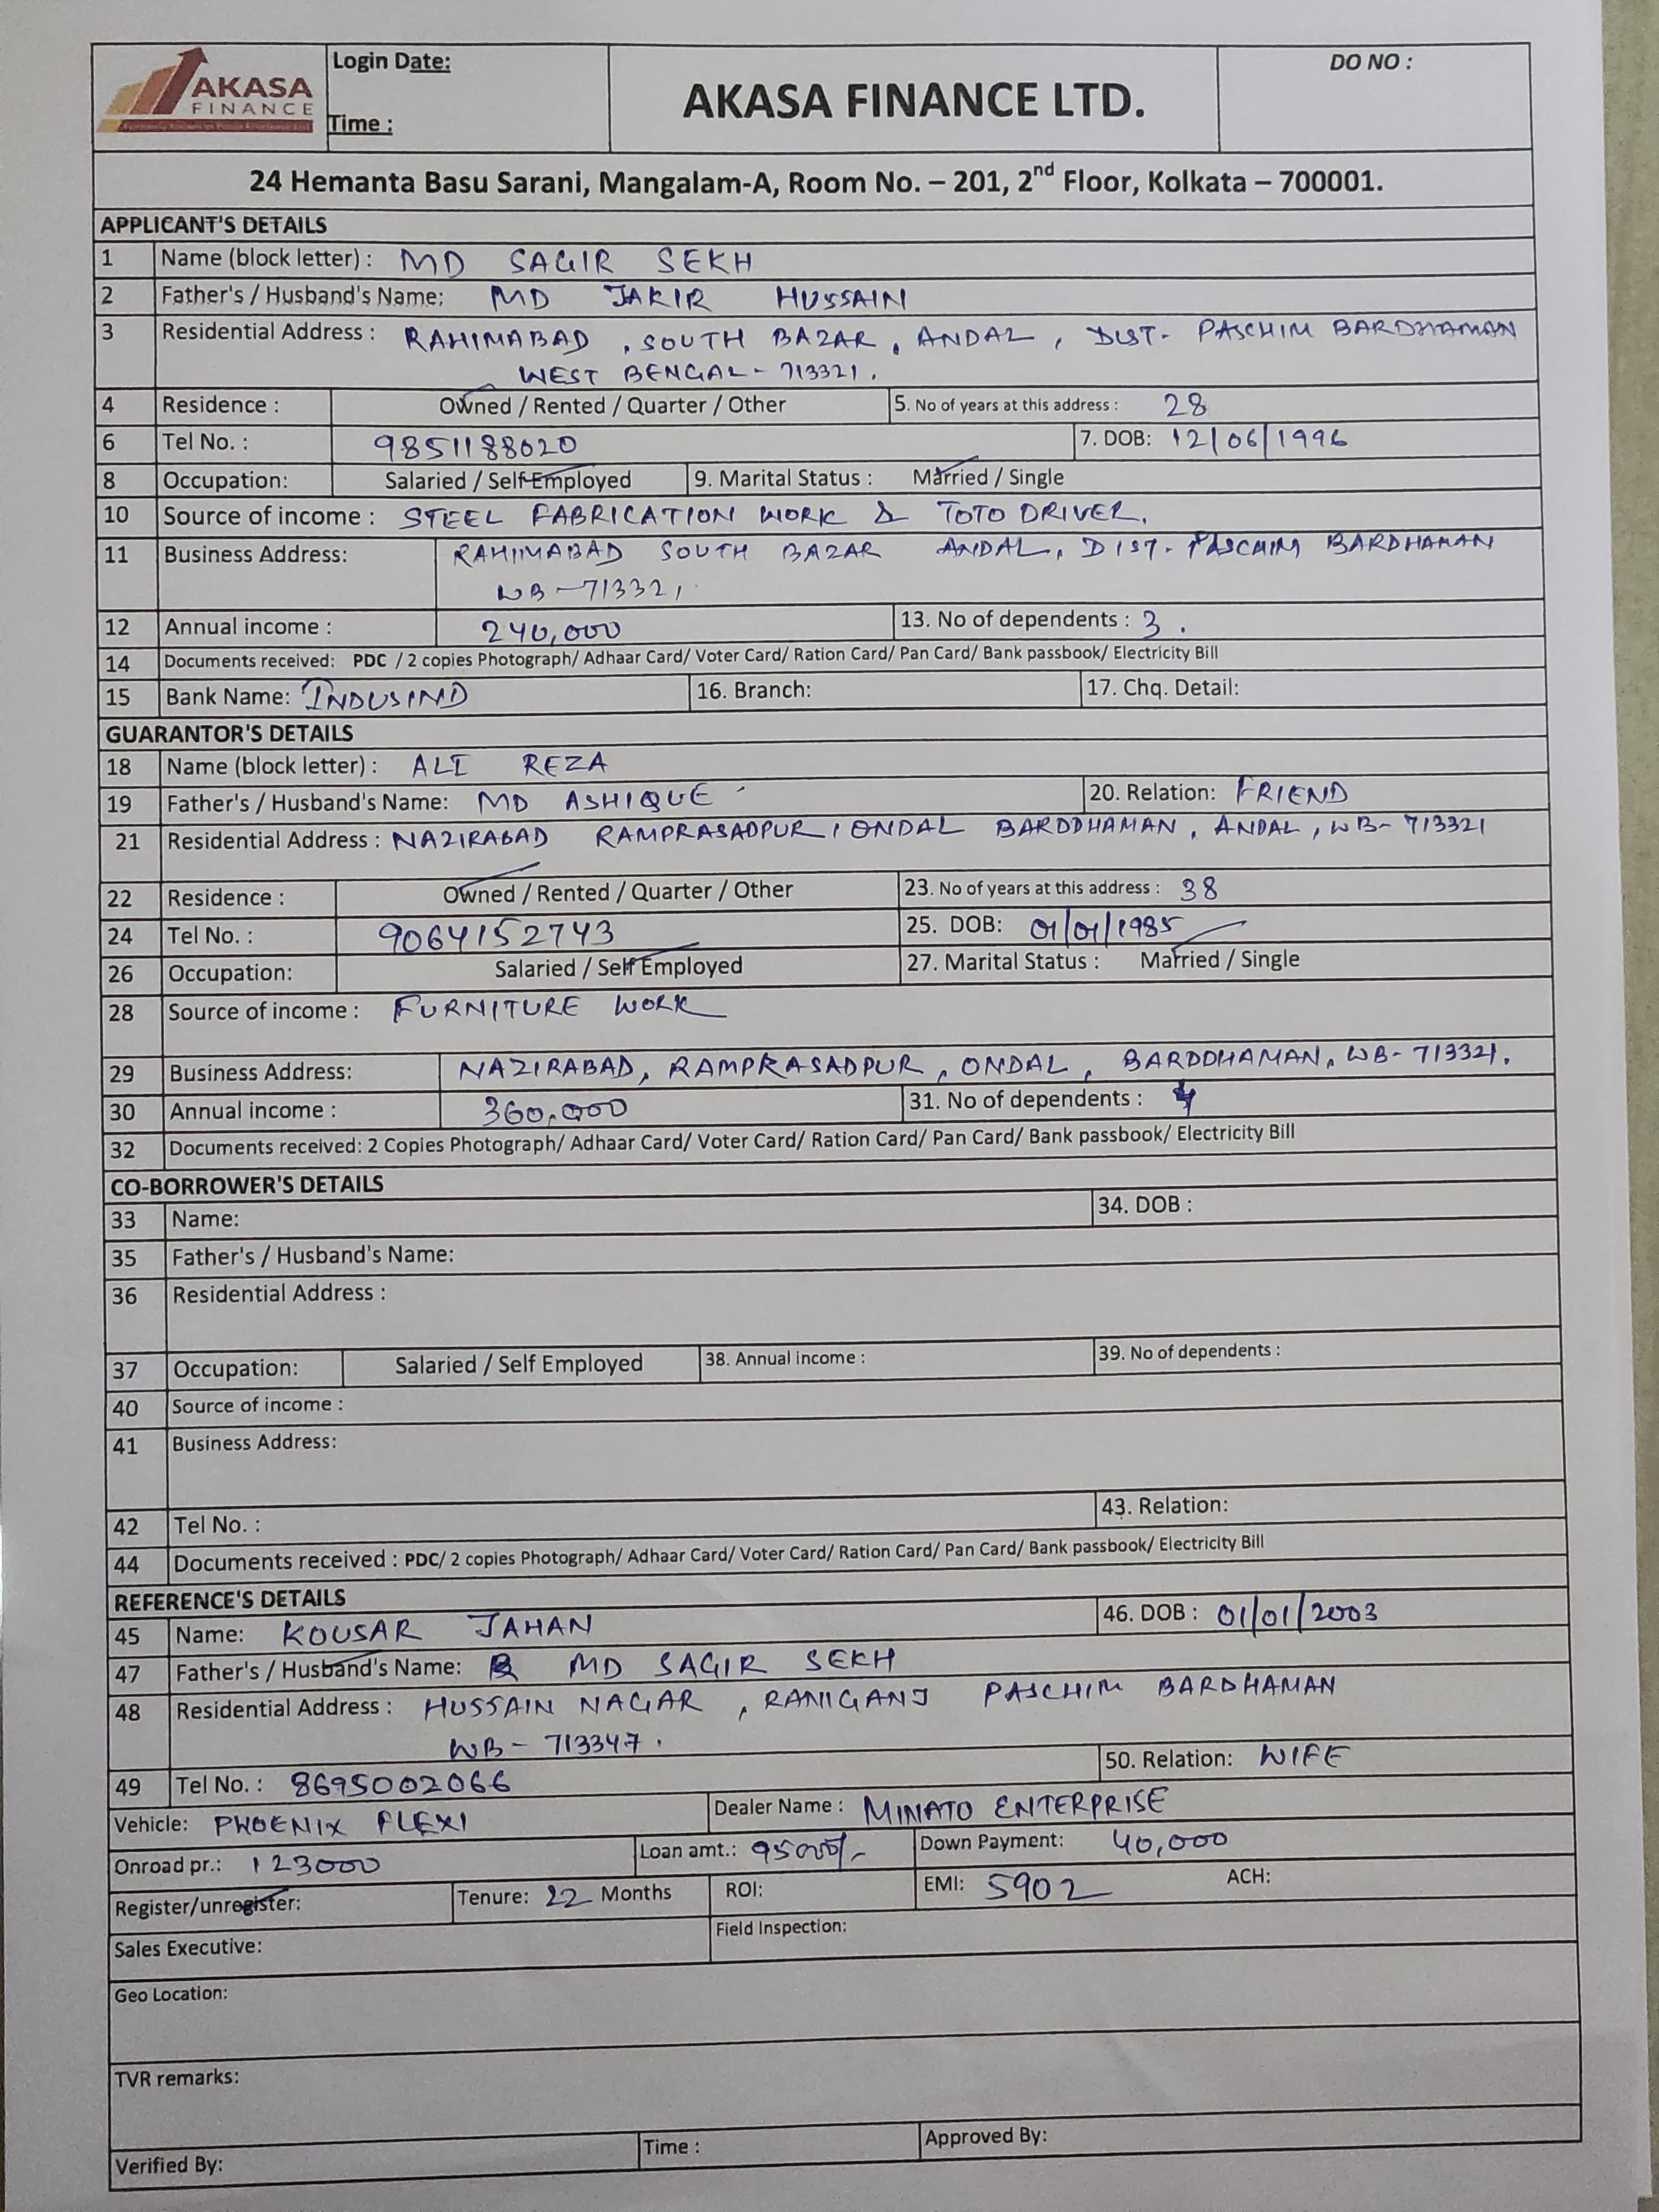 AKASA
FINANCE
Login Date:
Time :
AKASA FINANCE LTD.
DO NO :
24 Hemanta Basu Sarani, Mangalam-A, Room No. – 201, 2nd Floor, Kolkata – 700001.
APPLICANT'S DETAILS
1 Name (block letter) : MD SAGIR SEKH
2 Father's / Husband's Name: MD JAKIR HUSSAIN
3 Residential Address : RAHIMABAD , SOUTH BAZAR , ANDAL , DIST- PASCHIM BARDHAMAN
WEST BENGAL - 713321 .
4 Residence : Owned / Rented / Quarter / Other 5. No of years at this address : 28
6 Tel No. : 9851188020 7. DOB: 12/06/1996
8 Occupation: Salaried / Self Employed 9. Marital Status : Married / Single
10 Source of income : STEEL FABRICATION WORK & TOTO DRIVER.
11 Business Address: RAHIMABAD SOUTH BAZAR ANDAL, DIST- PASCHIM BARDHAMAN
WB - 713321
12 Annual income : 240,000 13. No of dependents : 3 .
14 Documents received: PDC / 2 copies Photograph/ Adhaar Card/ Voter Card/ Ration Card/ Pan Card/ Bank passbook/ Electricity Bill
15 Bank Name: INDUSIND 16. Branch: 17. Chq. Detail:
GUARANTOR'S DETAILS
18 Name (block letter) : ALI REZA
19 Father's / Husband's Name: MD ASHIQUE 20. Relation: FRIEND
21 Residential Address : NAZIRABAD RAMPRASADPUR , ONDAL BARDDHAMAN , ANDAL , WB- 713321
22 Residence : Owned / Rented / Quarter / Other 23. No of years at this address : 38
24 Tel No. : 9064152743 25. DOB: 01/01/1985
26 Occupation: Salaried / Self Employed 27. Marital Status : Married / Single
28 Source of income : FURNITURE WORK
29 Business Address: NAZIRABAD, RAMPRASADPUR , ONDAL , BARDDHAMAN, WB- 713321.
30 Annual income : 360,000 31. No of dependents : 4
32 Documents received: 2 Copies Photograph/ Adhaar Card/ Voter Card/ Ration Card/ Pan Card/ Bank passbook/ Electricity Bill
CO-BORROWER'S DETAILS
33 Name: 34. DOB :
35 Father's / Husband's Name:
36 Residential Address :
37 Occupation: Salaried / Self Employed 38. Annual income : 39. No of dependents :
40 Source of income :
41 Business Address:
42 Tel No. : 43. Relation:
44 Documents received : PDC/ 2 copies Photograph/ Adhaar Card/ Voter Card/ Ration Card/ Pan Card/ Bank passbook/ Electricity Bill
REFERENCE'S DETAILS
45 Name: KOUSAR JAHAN 46. DOB : 01/01/2003
47 Father's / Husband's Name: MD SAGIR SEKH
48 Residential Address : HUSSAIN NAGAR , RANIGANJ PASCHIM BARDHAMAN
WB - 713347 .
49 Tel No. : 8695002066 50. Relation: WIFE
Vehicle: PHOENIX FLEXI Dealer Name : MINATO ENTERPRISE
Onroad pr.: 123000 Loan amt.: 95000/- Down Payment: 40,000
Register/unregister: Tenure: 22 Months ROI: EMI: 5902 ACH:
Sales Executive: Field Inspection:
Geo Location:
TVR remarks:
Verified By: Time : Approved By: